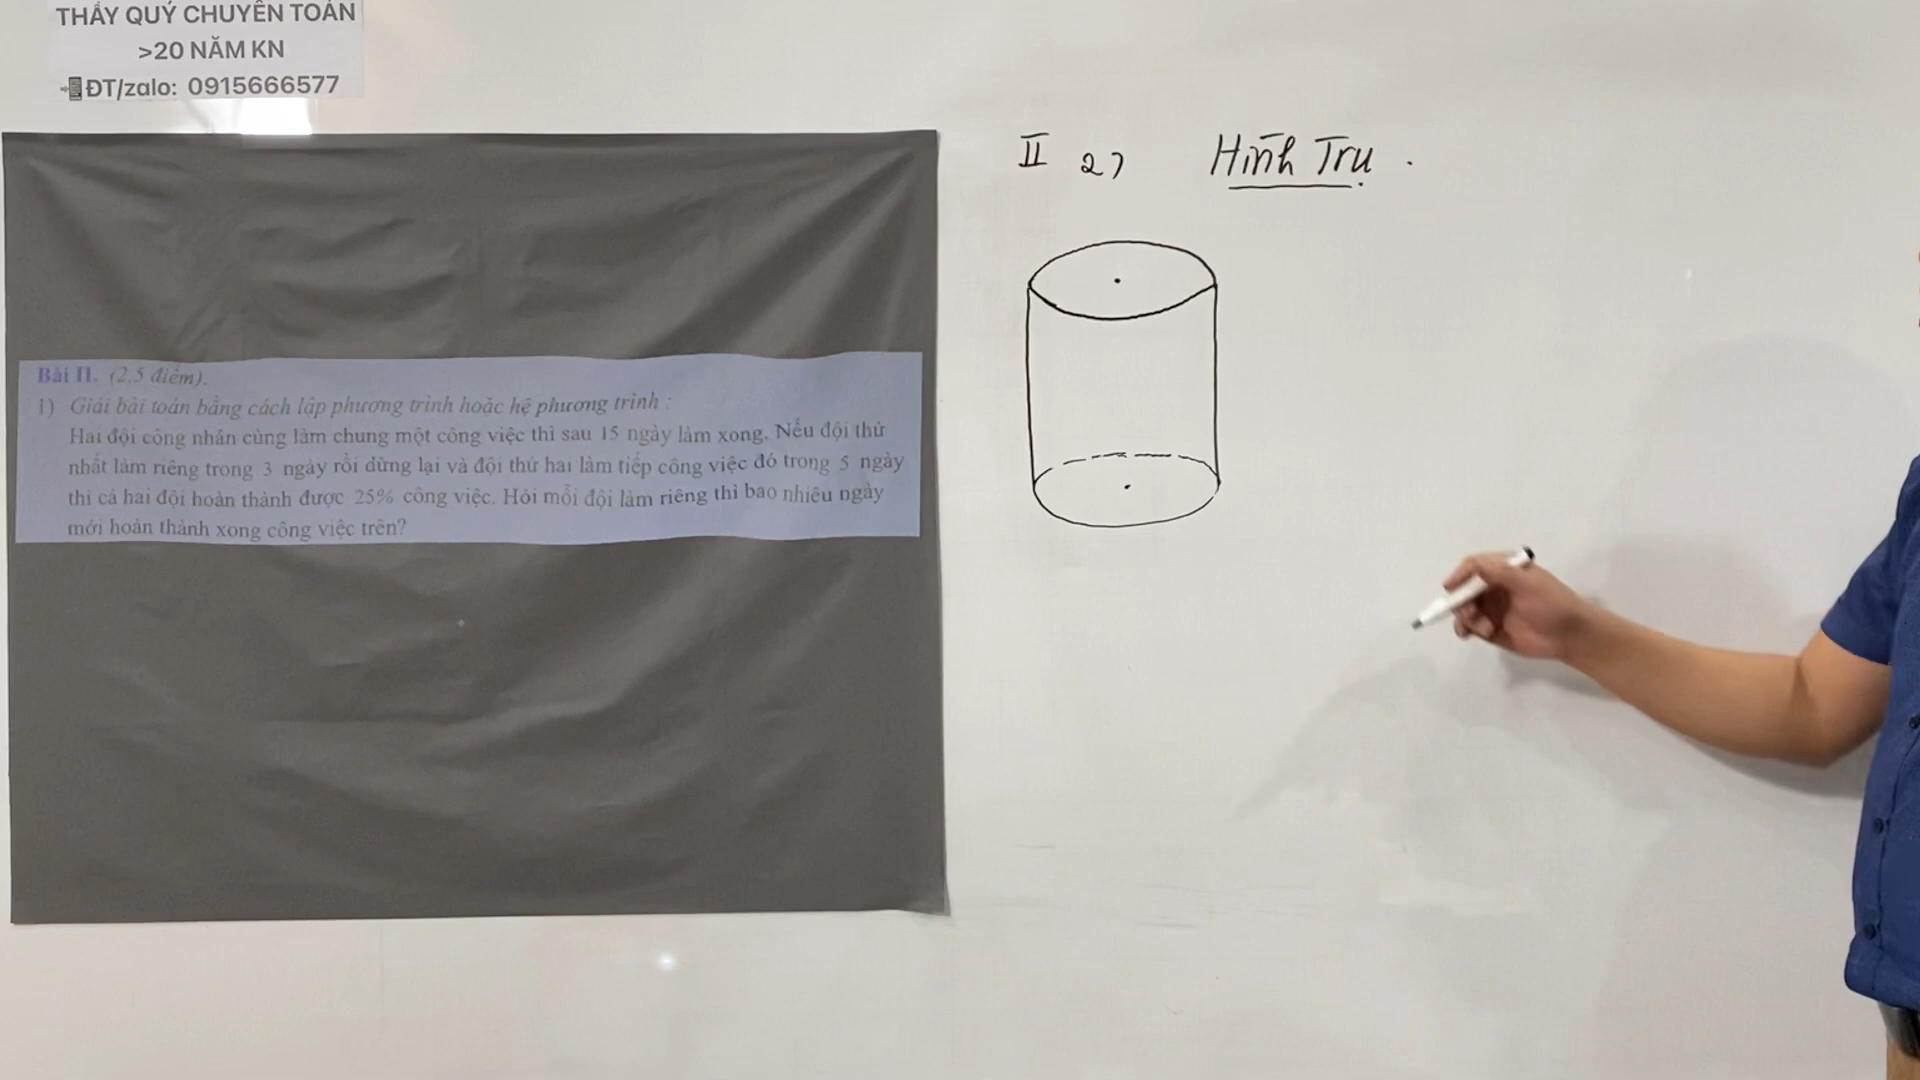 THẦY QUÝ CHUYÊN TOÁN
>20 NĂM KN
📲ĐT/zalo: 0915666577
II 2) Hình Trụ.
Bài II. (2,5 điểm).
1) Giải bài toán bằng cách lập phương trình hoặc hệ phương trình :
Hai đội công nhân cùng làm chung một công việc thì sau 15 ngày làm xong. Nếu đội thứ
nhất làm riêng trong 3 ngày rồi dừng lại và đội thứ hai làm tiếp công việc đó trong 5 ngày
thì cả hai đội hoàn thành được 25% công việc. Hỏi mỗi đội làm riêng thì bao nhiêu ngày
mới hoàn thành xong công việc trên?